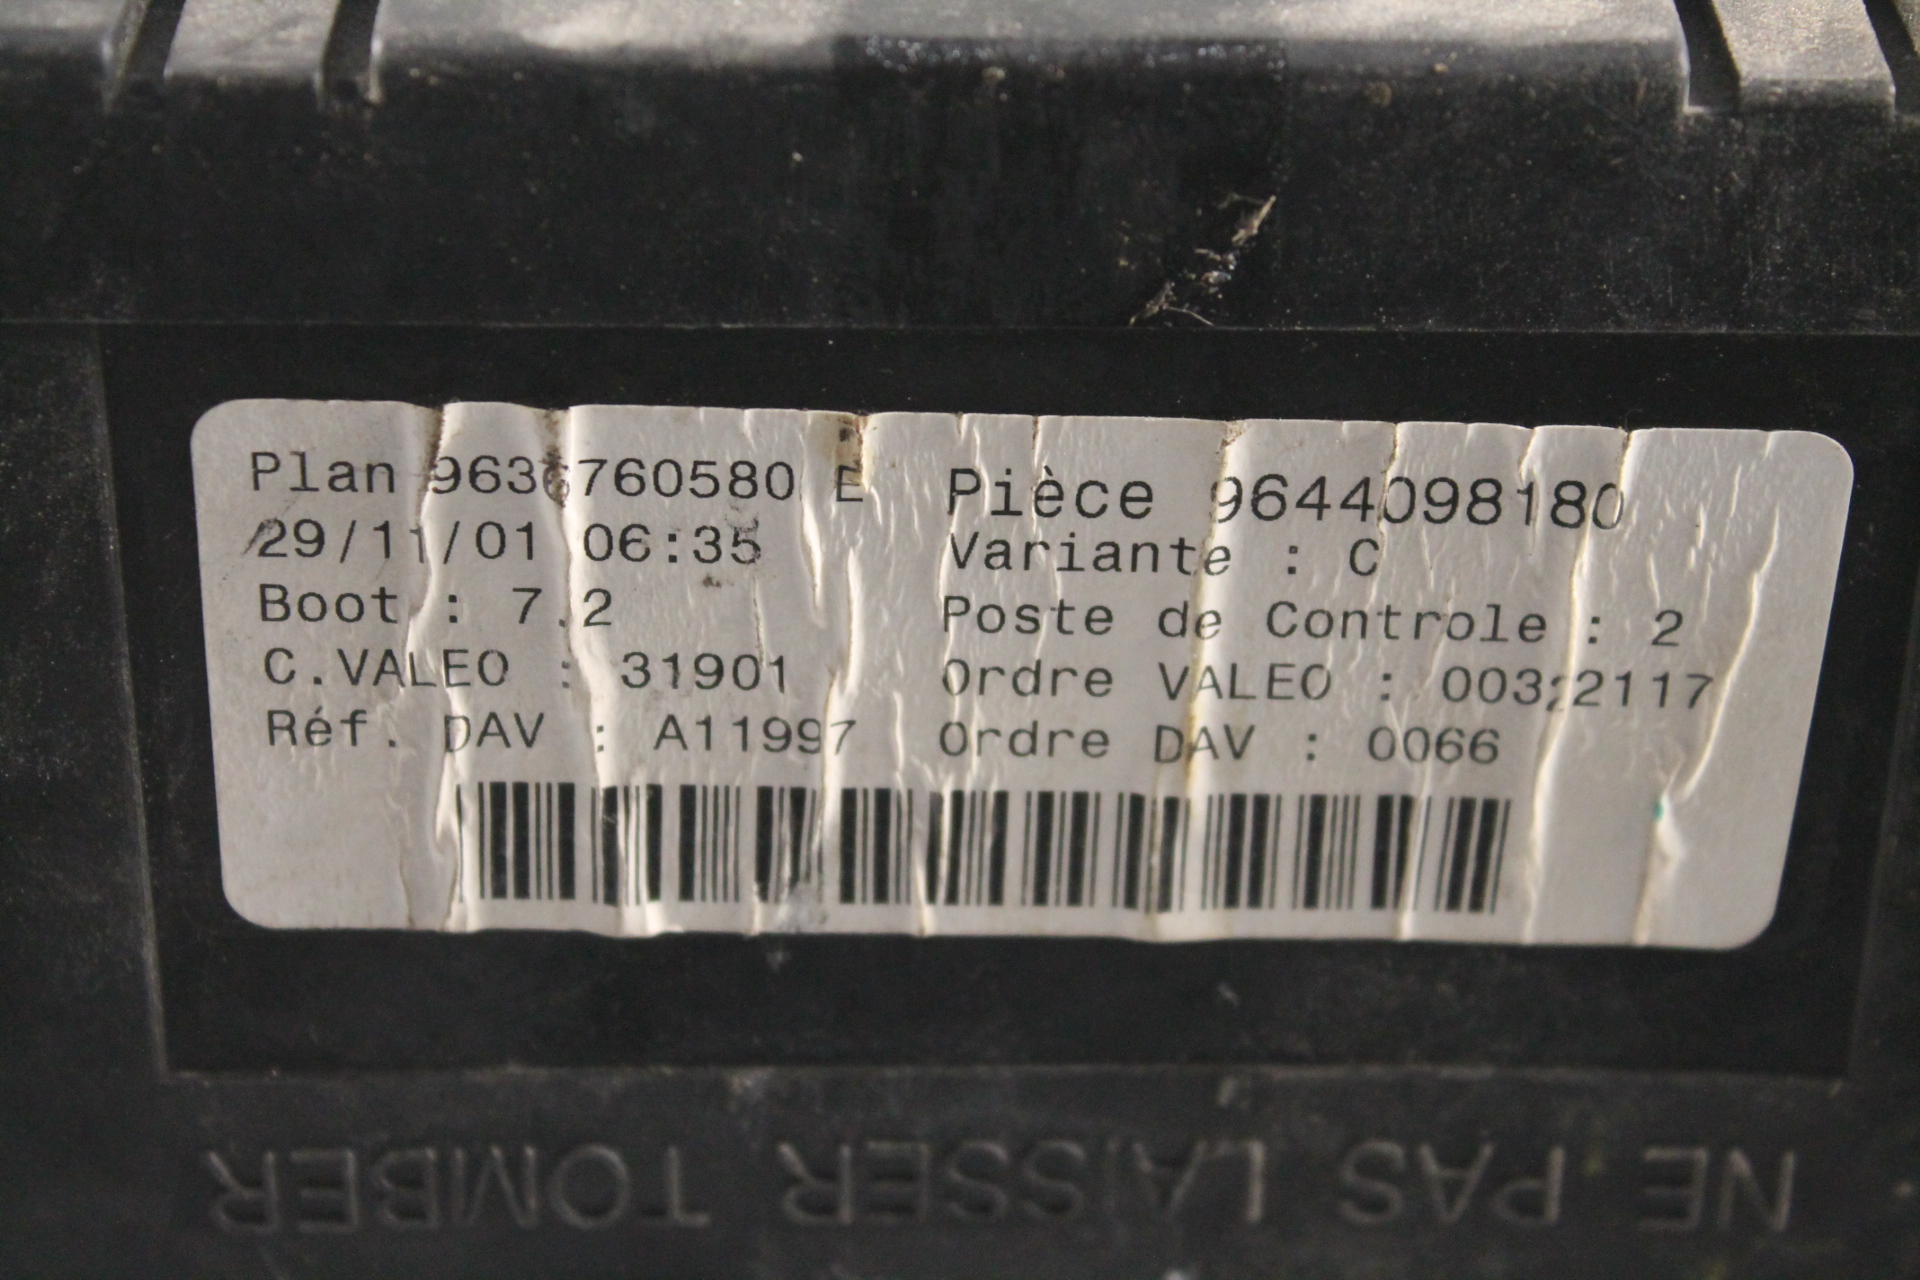 Plan 9636760580 E
29/11/01 06:35
Boot : 7.2
C.VALEO : 31901
Réf. DAV : A11997
Pièce 9644098180
Variante : C
Poste de Controle : 2
Ordre VALEO : 00322117
Ordre DAV : 0066
NE PAS LAISSER TOMBER